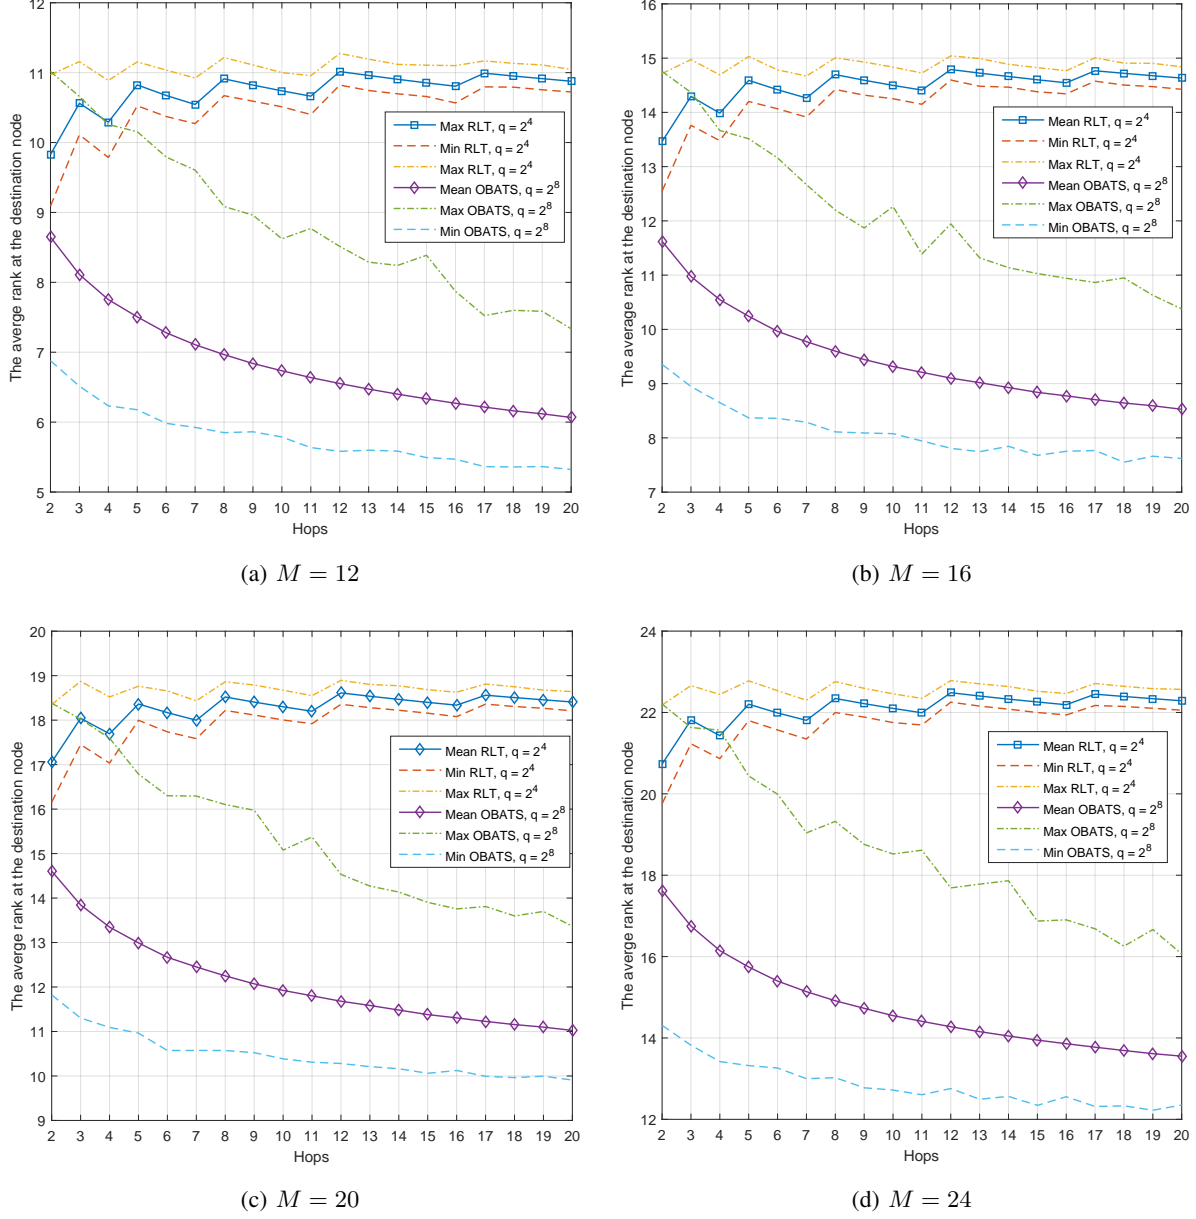 12
11
10
9
8
7
6
5
The averge rank at the destination node
Max RLT, q = 2^4
Min RLT, q = 2^4
Max RLT, q = 2^4
Mean OBATS, q = 2^8
Max OBATS, q = 2^8
Min OBATS, q = 2^8
2 3 4 5 6 7 8 9 10 11 12 13 14 15 16 17 18 19 20
Hops
(a) M = 12
16
15
14
13
12
11
10
9
8
7
The average rank at the destination node
Mean RLT, q = 2^4
Min RLT, q = 2^4
Max RLT, q = 2^4
Mean OBATS, q = 2^8
Max OBATS, q = 2^8
Min OBATS, q = 2^8
2 3 4 5 6 7 8 9 10 11 12 13 14 15 16 17 18 19 20
Hops
(b) M = 16
20
19
18
17
16
15
14
13
12
11
10
9
The averge rank at the destination node
Mean RLT, q = 2^4
Min RLT, q = 2^4
Max RLT, q = 2^4
Mean OBATS, q = 2^8
Max OBATS, q = 2^8
Min OBATS, q = 2^8
2 3 4 5 6 7 8 9 10 11 12 13 14 15 16 17 18 19 20
Hops
(c) M = 20
24
22
20
18
16
14
12
The averge rank at the destination node
Mean RLT, q = 2^4
Min RLT, q = 2^4
Max RLT, q = 2^4
Mean OBATS, q = 2^8
Max OBATS, q = 2^8
Min OBATS, q = 2^8
2 3 4 5 6 7 8 9 10 11 12 13 14 15 16 17 18 19 20
Hops
(d) M = 24